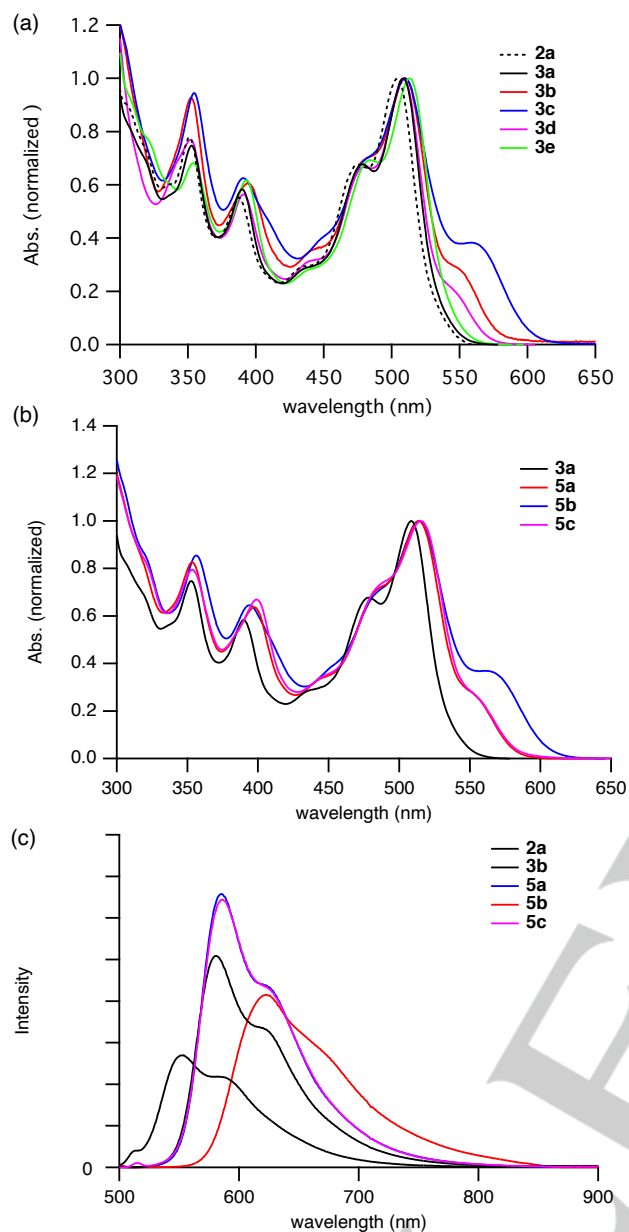 (a)
1.2
1.0
0.8
0.6
0.4
0.2
0.0
Abs. (normalized )
2a
3a
3b
3c
3d
3e
300 350 400 450 500 550 600 650
wavelength (nm)
(b)
1.4
1.2
1.0
0.8
0.6
0.4
0.2
0.0
Abs. (normalized)
3a
5a
5b
5c
300 350 400 450 500 550 600 650
wavelength (nm)
(c)
Intensity
0
2a
3b
5a
5b
5c
500 600 700 800 900
nm